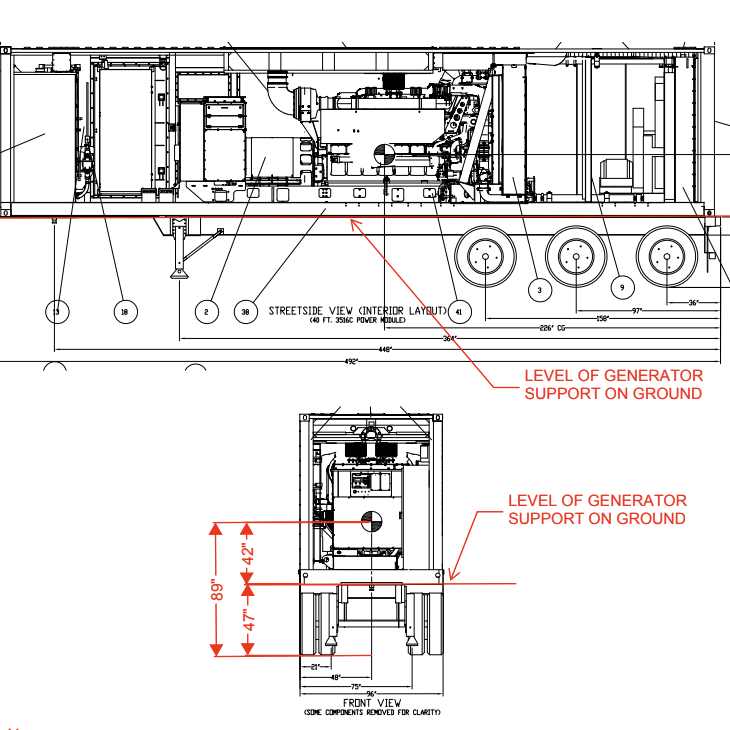 13
18
2
38
STREETSIDE VIEW (INTERIOR LAYOUT)
(40 FT. 3516C POWER MODULE)
41
3
9
36"
97"
158"
226" CG
364"
448"
492"
LEVEL OF GENERATOR
SUPPORT ON GROUND
LEVEL OF GENERATOR
SUPPORT ON GROUND
42"
89"
47"
21"
48"
75"
96"
FRONT VIEW
(SOME COMPONENTS REMOVED FOR CLARITY)